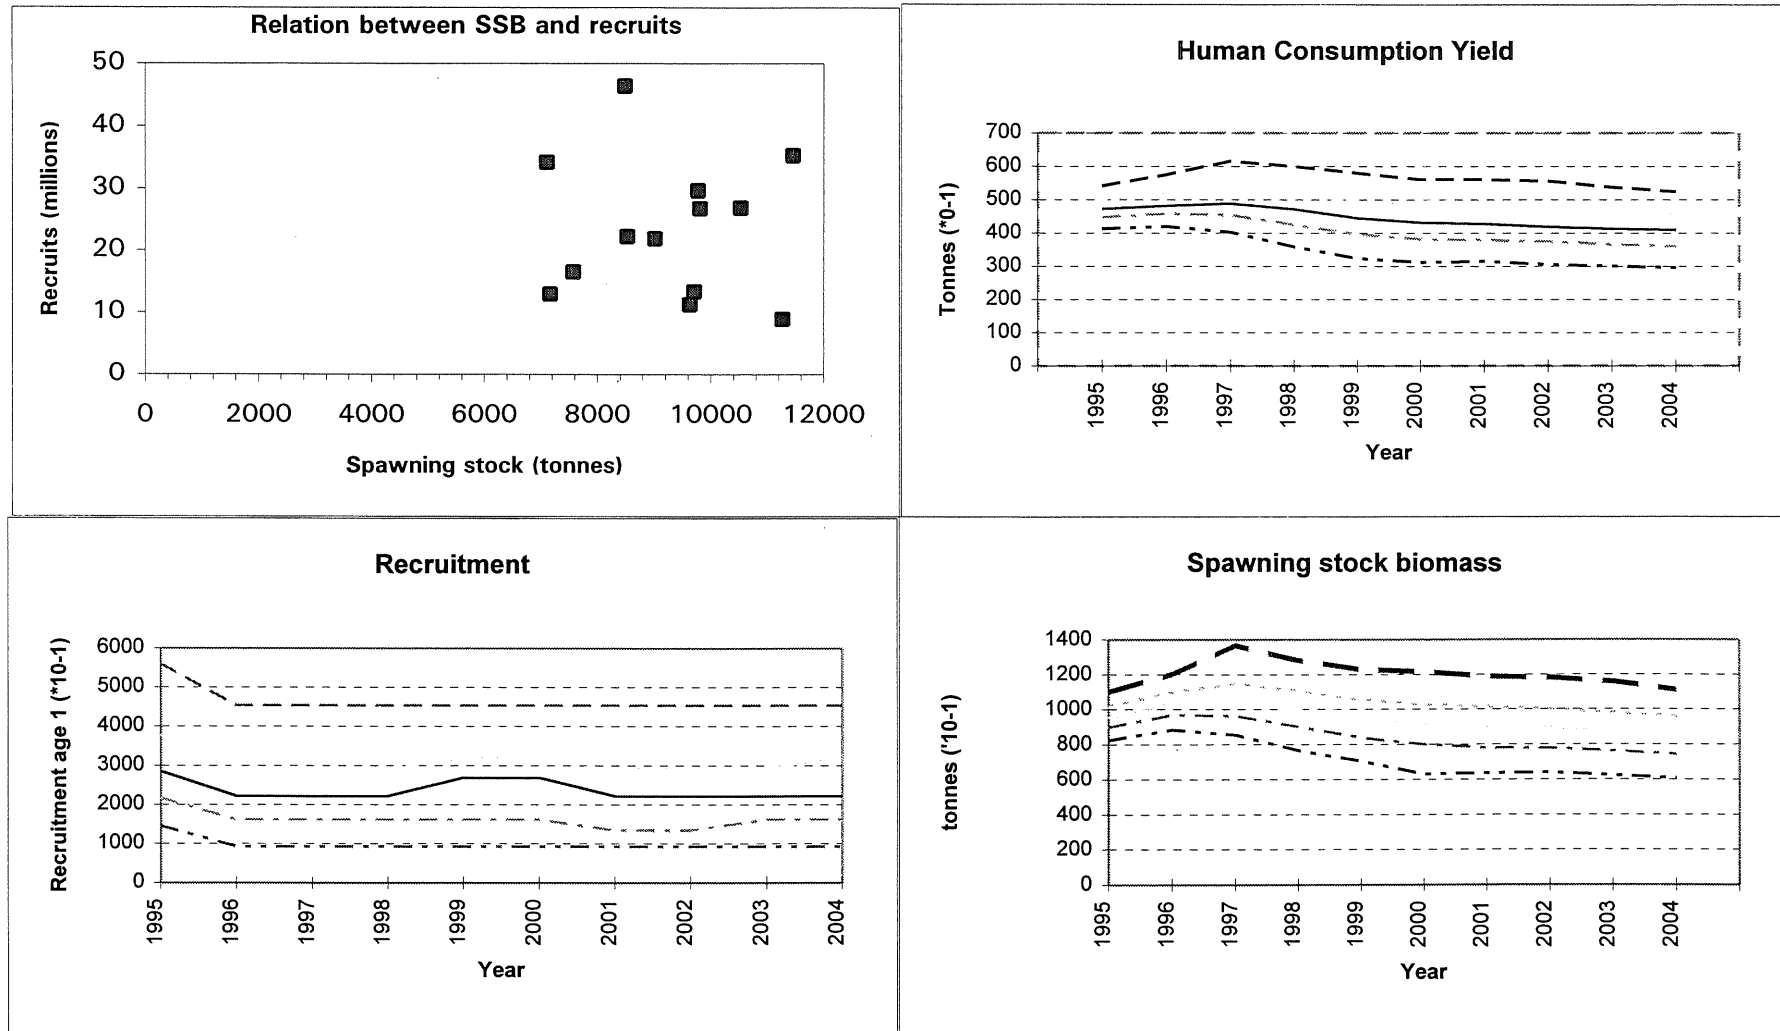 Relation between SSB and recruits
Recruits (millions)
50
40
30
20
10
0
0 2000 4000 6000 8000 10000 12000
Spawning stock (tonnes)
Human Consumption Yield
Tonnes (*0-1)
700
600
500
400
300
200
100
0
1995 1996 1997 1998 1999 2000 2001 2002 2003 2004
Year
Recruitment
Recruitment age 1 (*10-1)
6000
5000
4000
3000
2000
1000
0
1995 1996 1997 1998 1999 2000 2001 2002 2003 2004
Year
Spawning stock biomass
tonnes ('10-1)
1400
1200
1000
800
600
400
200
0
1995 1996 1997 1998 1999 2000 2001 2002 2003 2004
Year